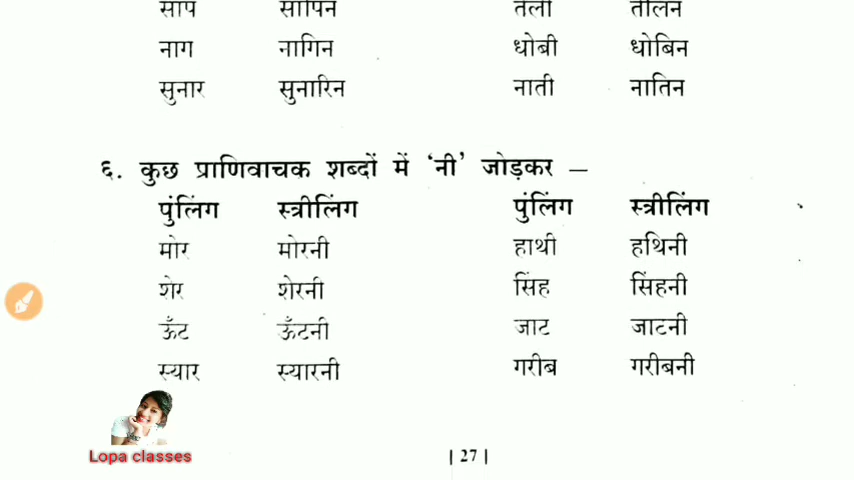 साँप साँपिन तेली तेलिन
नाग नागिन धोबी धोबिन
सुनार सुनारिन नाती नातिन
६. कुछ प्राणिवाचक शब्दों में 'नी' जोड़कर –
पुंलिंग स्त्रीलिंग पुंलिंग स्त्रीलिंग
मोर मोरनी हाथी हथिनी
शेर शेरनी सिंह सिंहनी
ऊँट ऊँटनी जाट जाटनी
स्यार स्यारनी गरीब गरीबनी
Lopa classes
| 27 |